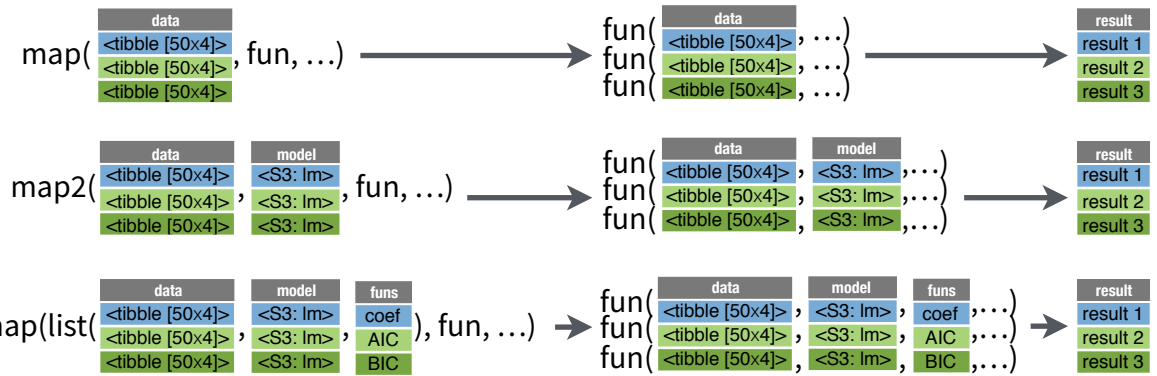 data data result
map( <tibble [50x4]> , fun, …) fun( <tibble [50x4]> , …) result 1
<tibble [50x4]> fun( <tibble [50x4]> , …) result 2
<tibble [50x4]> fun( <tibble [50x4]> , …) result 3
data model data model result
map2( <tibble [50x4]> , <S3: lm> , fun, …) fun( <tibble [50x4]> , <S3: lm> ,…) result 1
<tibble [50x4]> <S3: lm> fun( <tibble [50x4]> , <S3: lm> ,…) result 2
<tibble [50x4]> <S3: lm> fun( <tibble [50x4]> , <S3: lm> ,…) result 3
data model funs data model funs result
map(list( <tibble [50x4]> , <S3: lm> , coef ), fun, …) fun( <tibble [50x4]> , <S3: lm> , coef ,…) result 1
<tibble [50x4]> <S3: lm> AIC fun( <tibble [50x4]> , <S3: lm> , AIC ,…) result 2
<tibble [50x4]> <S3: lm> BIC fun( <tibble [50x4]> , <S3: lm> , BIC ,…) result 3